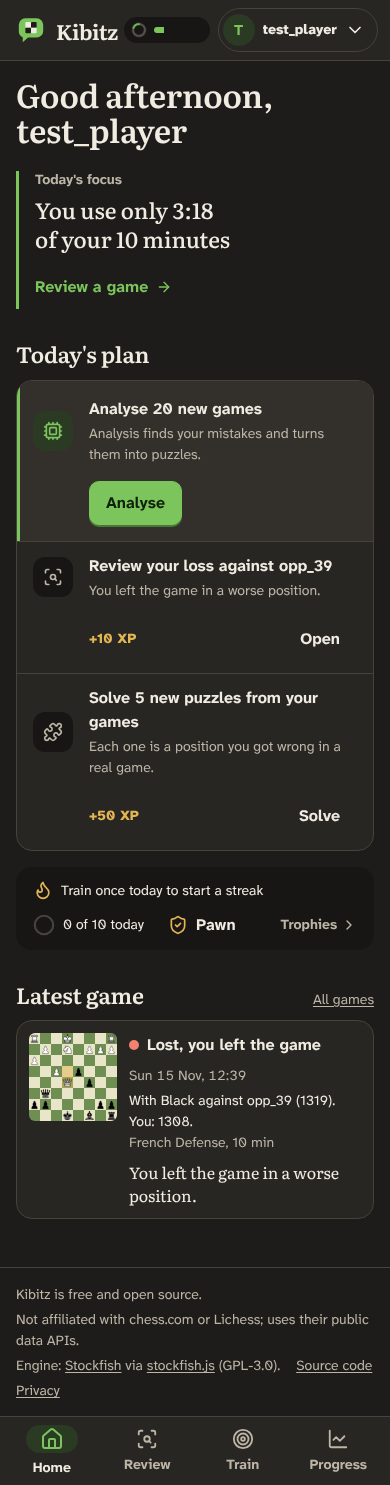 Kibitz
T test_player
Good afternoon,
test_player
Today's focus
You use only 3:18
of your 10 minutes
Review a game →
Today's plan
Analyse 20 new games
Analysis finds your mistakes and turns
them into puzzles.
Analyse
Review your loss against opp_39
You left the game in a worse position.
+10 XP Open
Solve 5 new puzzles from your
games
Each one is a position you got wrong in a
real game.
+50 XP Solve
Train once today to start a streak
0 of 10 today Pawn Trophies
Latest game All games
Lost, you left the game
Sun 15 Nov, 12:39
With Black against opp_39 (1319).
You: 1308.
French Defense, 10 min
You left the game in a worse
position.
Kibitz is free and open source.
Not affiliated with chess.com or Lichess; uses their public
data APIs.
Engine: Stockfish via stockfish.js (GPL-3.0). Source code
Privacy
Home Review Train Progress